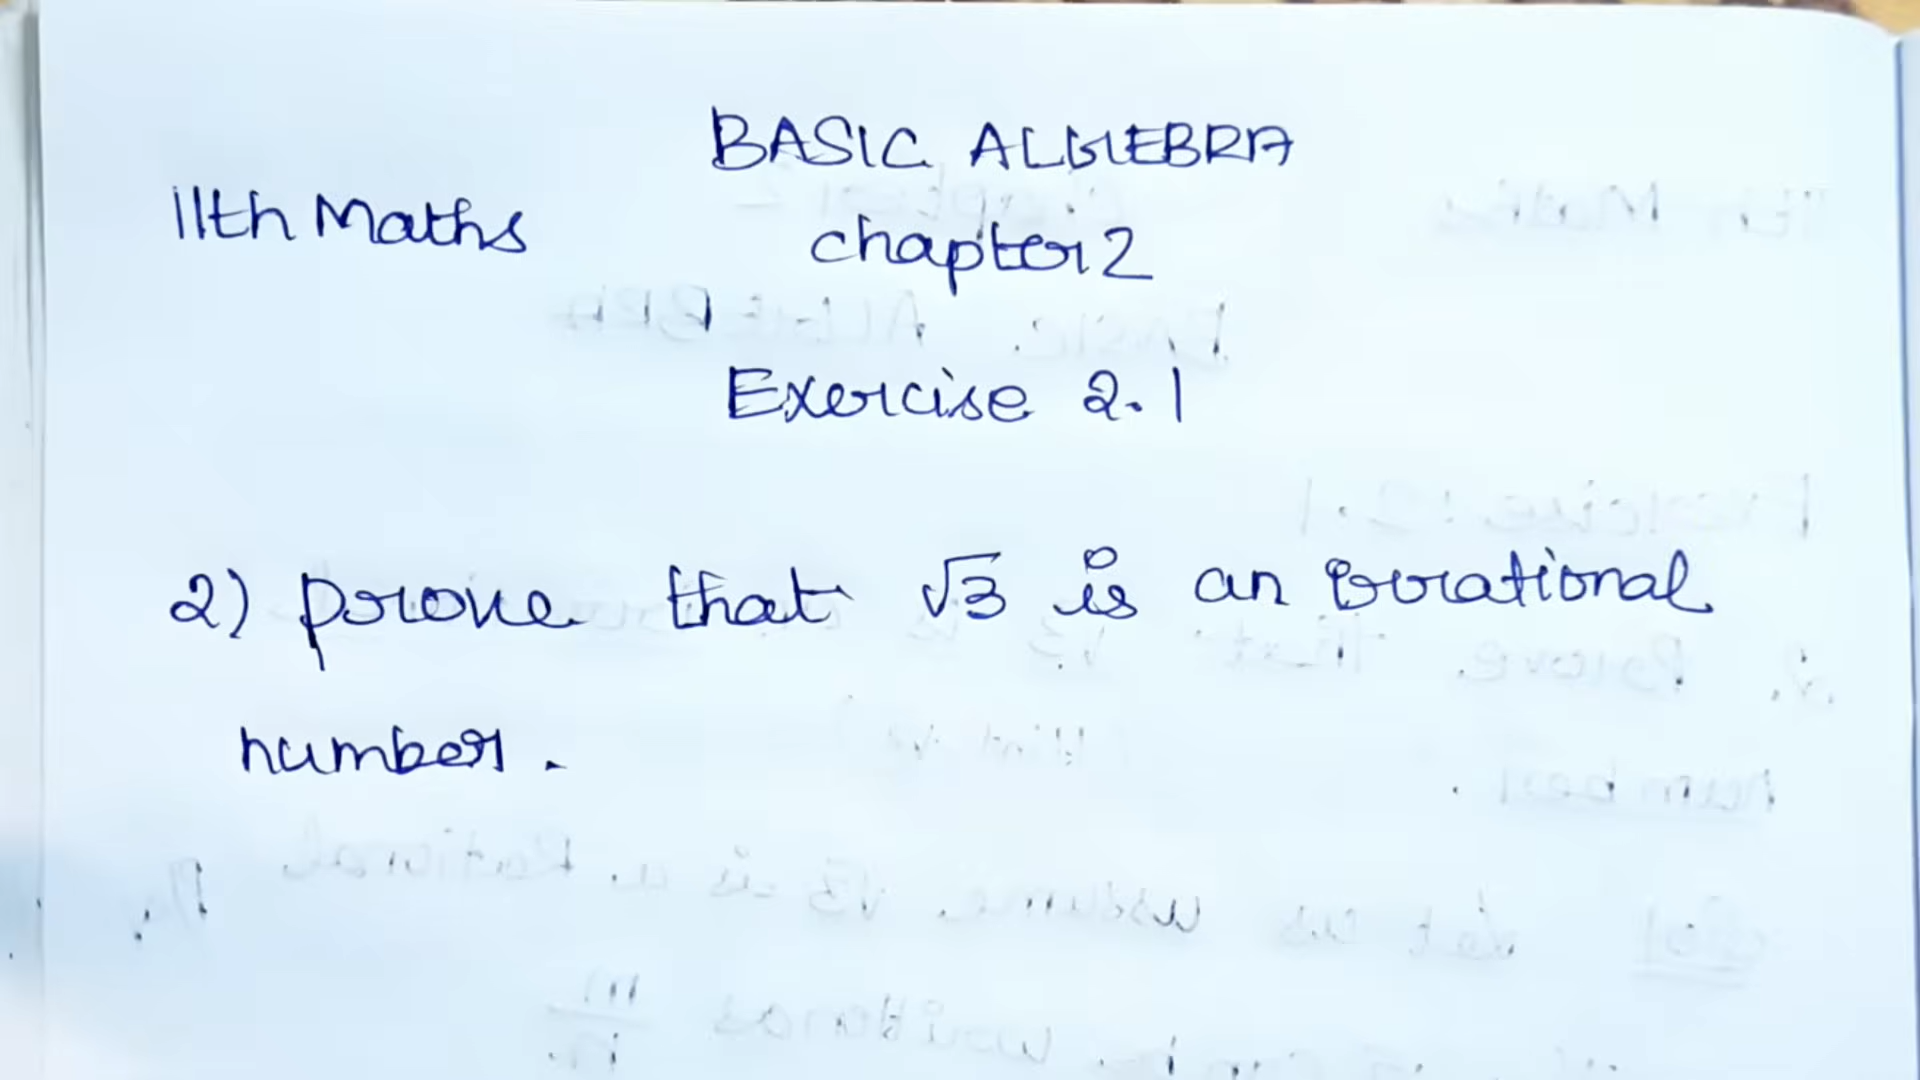 BASIC ALGEBRA
11th Maths
chapter 2
Exercise 2.1
2) prove that √3 is an irrational
number.